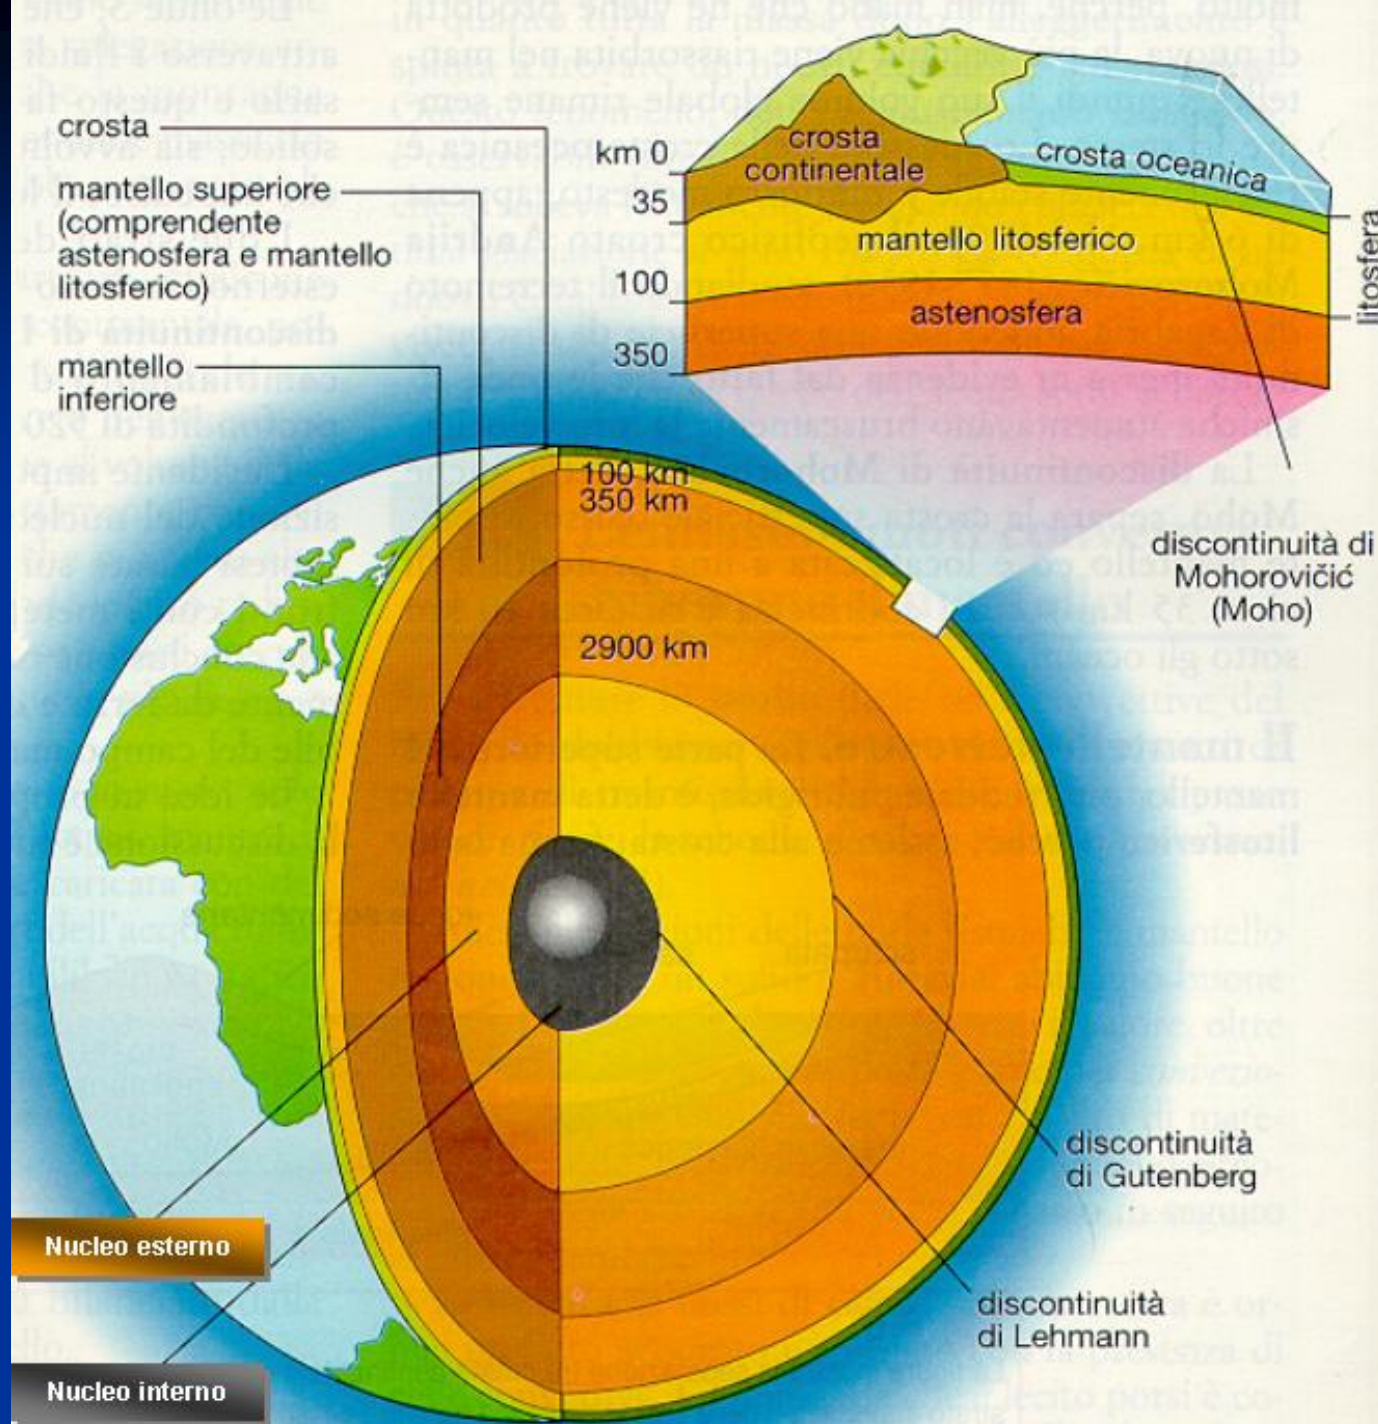 crosta
mantello superiore
(comprendente
astenosfera e mantello
litosferico)
mantello
inferiore
km 0
35
100
350
crosta
continentale
crosta oceanica
mantello litosferico
astenosfera
litosfera
discontinuità di
Mohorovičić
(Moho)
100 km
350 km
2900 km
discontinuità
di Gutenberg
discontinuità
di Lehmann
Nucleo esterno
Nucleo interno